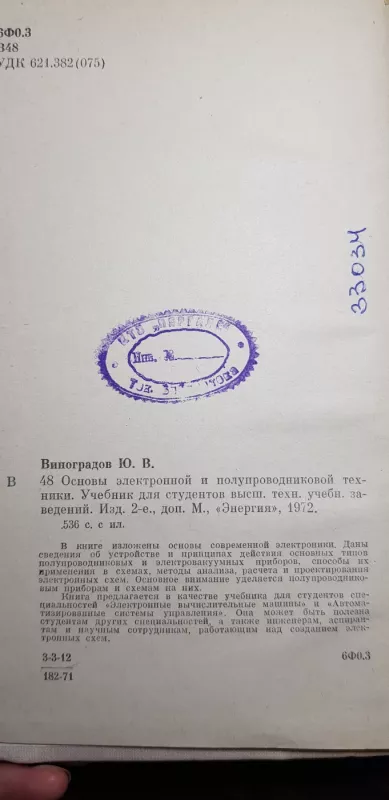 6Ф0.3
348
УДК 621.382(075)
33034
Инв. №
Виноградов Ю. В.
В 48 Основы электронной и полупроводниковой тех-
ники. Учебник для студентов высш. техн. учебн. за-
ведений. Изд. 2-е., доп. М., «Энергия», 1972.
536 с. с ил.
В книге изложены основы современной электроники. Даны
сведения об устройстве и принципах действия основных типов
полупроводниковых и электровакуумных приборов, способы их
применения в схемах, методы анализа, расчета и проектирования
электронных схем. Основное внимание уделяется полупроводнико-
вым приборам и схемам на них.
Книга предлагается в качестве учебника для студентов спе-
циальностей «Электронные вычислительные машины» и «Автома-
тизированные системы управления». Она может быть полезна
студентам других специальностей, а также инженерам, аспиран-
там и научным сотрудникам, работающим над созданием элек-
тронных схем.
3-3-12 6Ф0.3
182-71